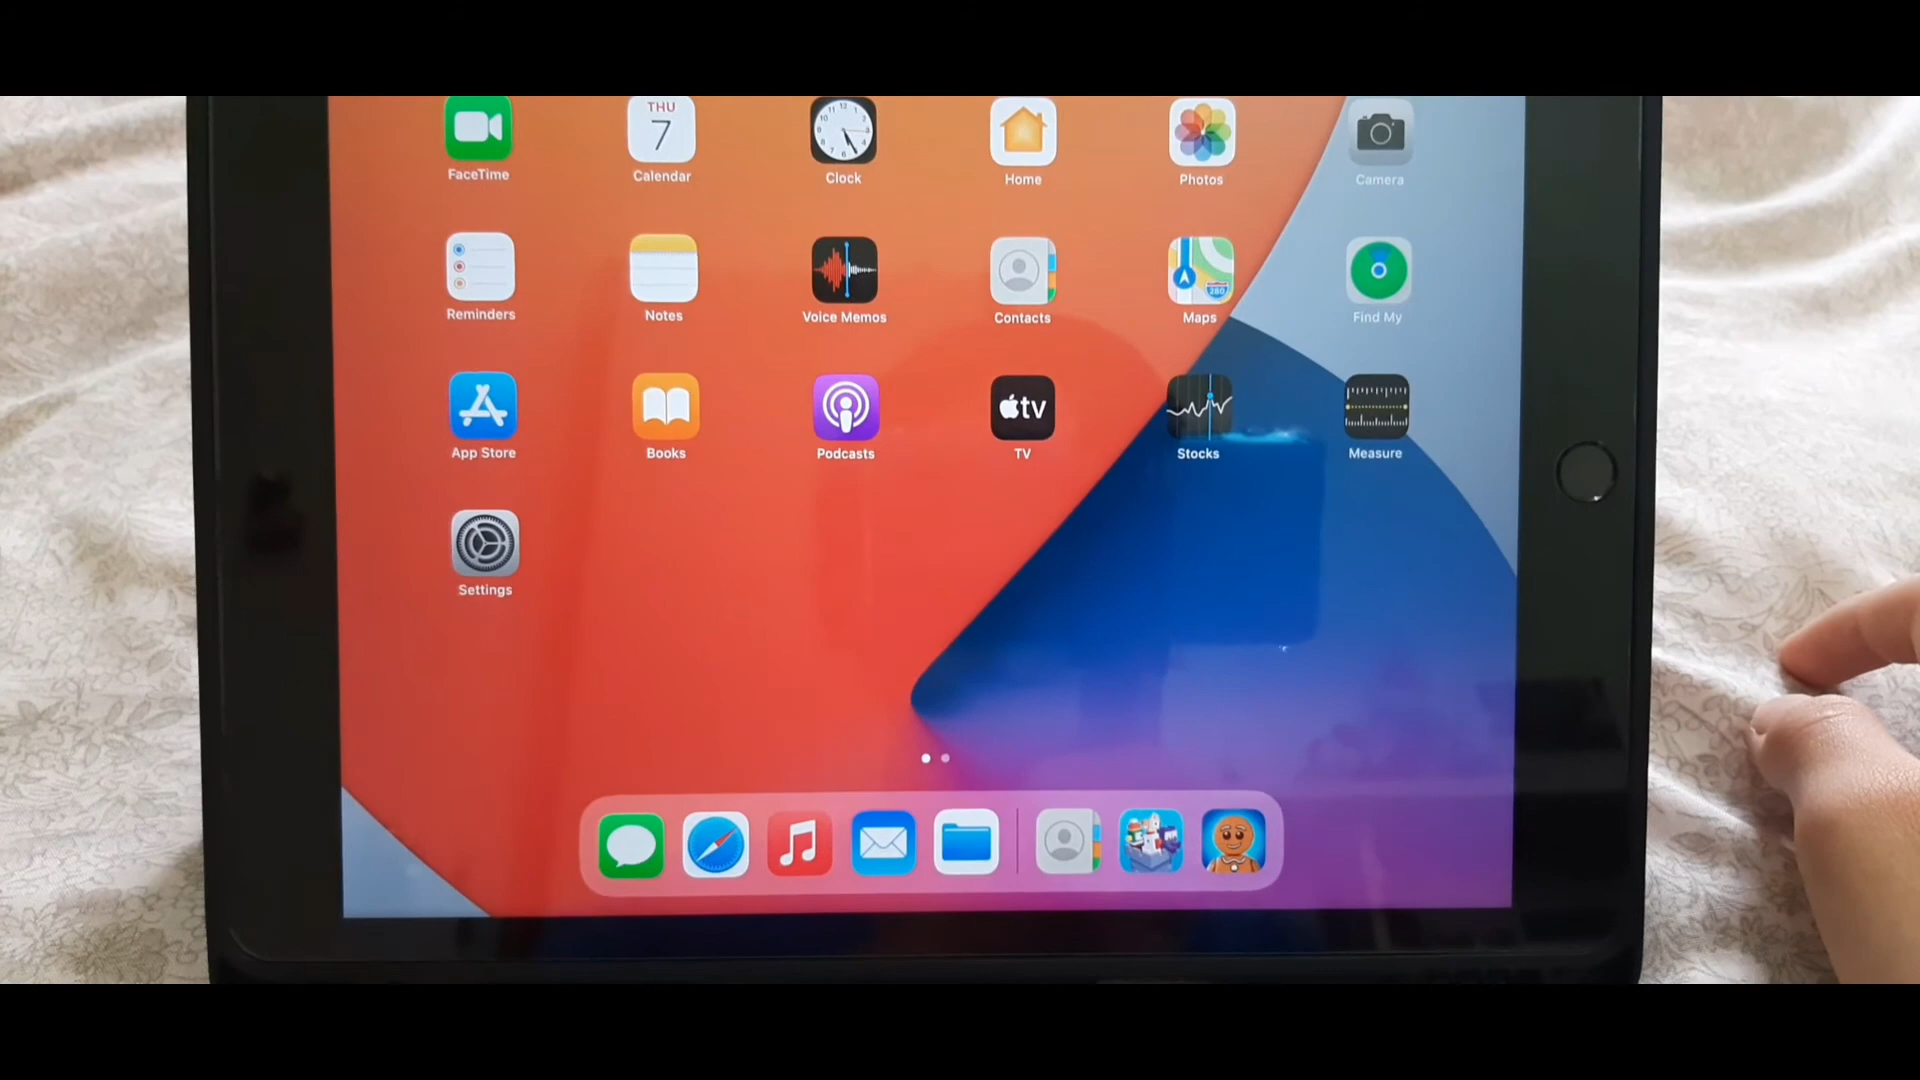 THU
7
FaceTime Calendar Clock Home Photos Camera
280
Reminders Notes Voice Memos Contacts Maps Find My
tv
App Store Books Podcasts TV Stocks Measure
Settings